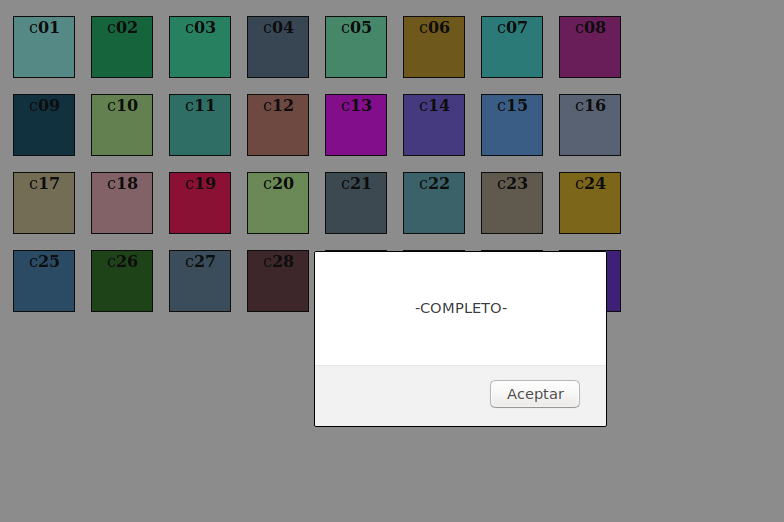 c01 c02 c03 c04 c05 c06 c07 c08
c09 c10 c11 c12 c13 c14 c15 c16
c17 c18 c19 c20 c21 c22 c23 c24
c25 c26 c27 c28
-COMPLETO-
Aceptar